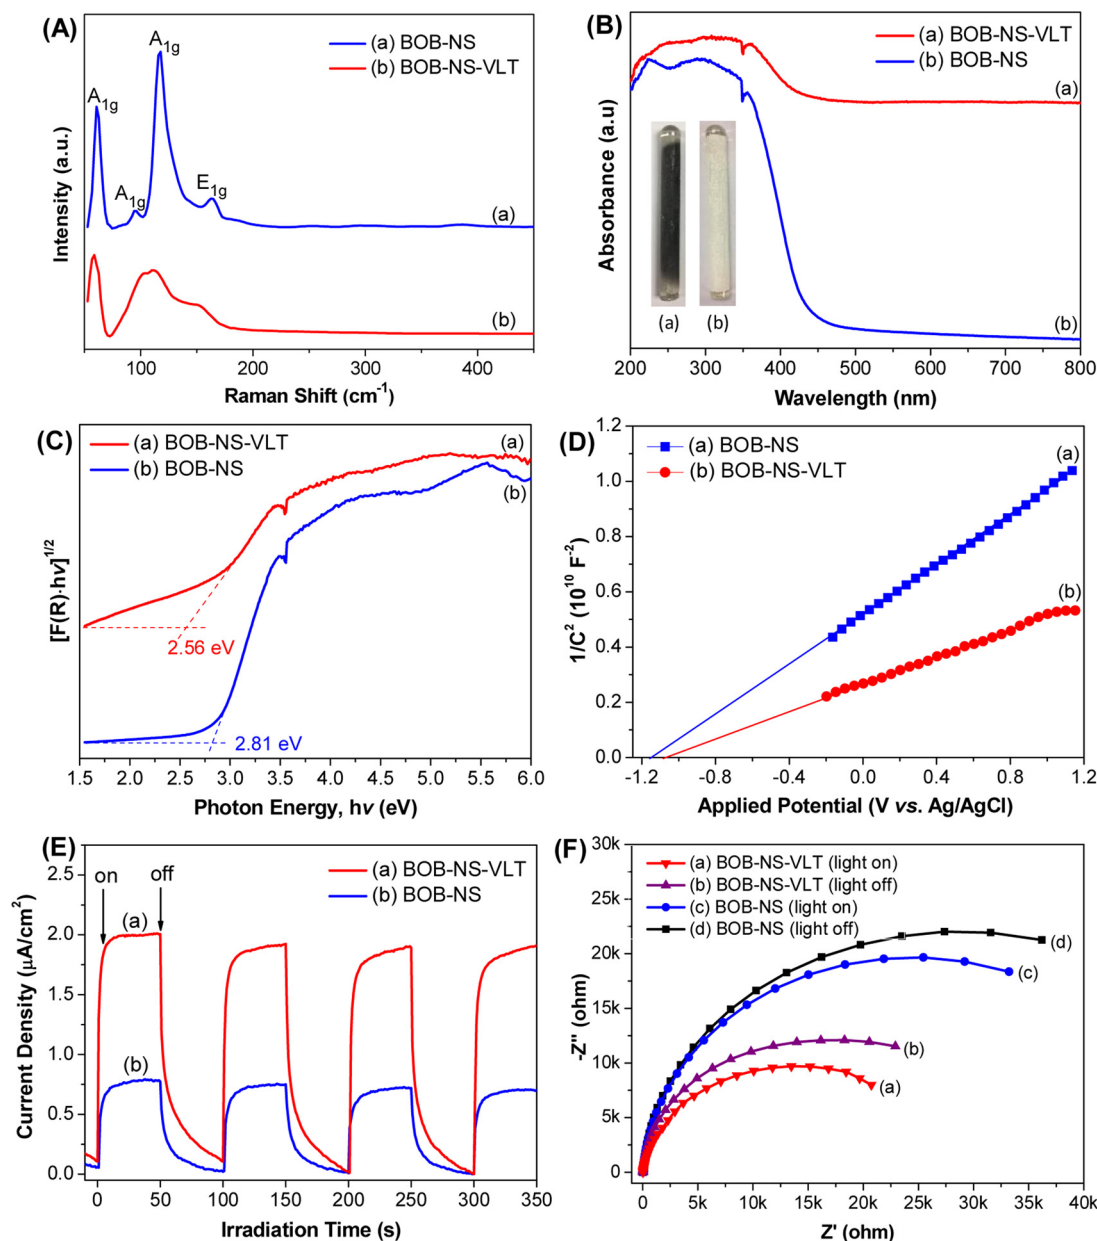 (A)
(a) BOB-NS
(b) BOB-NS-VLT
A1g
A1g
A1g
E1g
(a)
(b)
Intensity (a.u.)
100 200 300 400
Raman Shift (cm-1)
(B)
(a) BOB-NS-VLT
(b) BOB-NS
(a)
(b)
(a) (b)
Absorbance (a.u)
200 300 400 500 600 700 800
Wavelength (nm)
(C)
(a) BOB-NS-VLT
(b) BOB-NS
(a)
(b)
2.56 eV
2.81 eV
[F(R)·hν]1/2
1.5 2.0 2.5 3.0 3.5 4.0 4.5 5.0 5.5 6.0
Photon Energy, hν (eV)
(D)
(a) BOB-NS
(b) BOB-NS-VLT
(a)
(b)
1/C2 (1010 F-2)
1.2
1.0
0.8
0.6
0.4
0.2
0.0
-1.2 -0.8 -0.4 0.0 0.4 0.8 1.2
Applied Potential (V vs. Ag/AgCl)
(E)
(a) BOB-NS-VLT
(b) BOB-NS
on
off
(a)
(b)
Current Density (µA/cm2)
2.5
2.0
1.5
1.0
0.5
0.0
0 50 100 150 200 250 300 350
Irradiation Time (s)
(F)
(a) BOB-NS-VLT (light on)
(b) BOB-NS-VLT (light off)
(c) BOB-NS (light on)
(d) BOB-NS (light off)
(d)
(c)
(b)
(a)
-Z'' (ohm)
30k
25k
20k
15k
10k
5k
0
0 5k 10k 15k 20k 25k 30k 35k 40k
Z' (ohm)